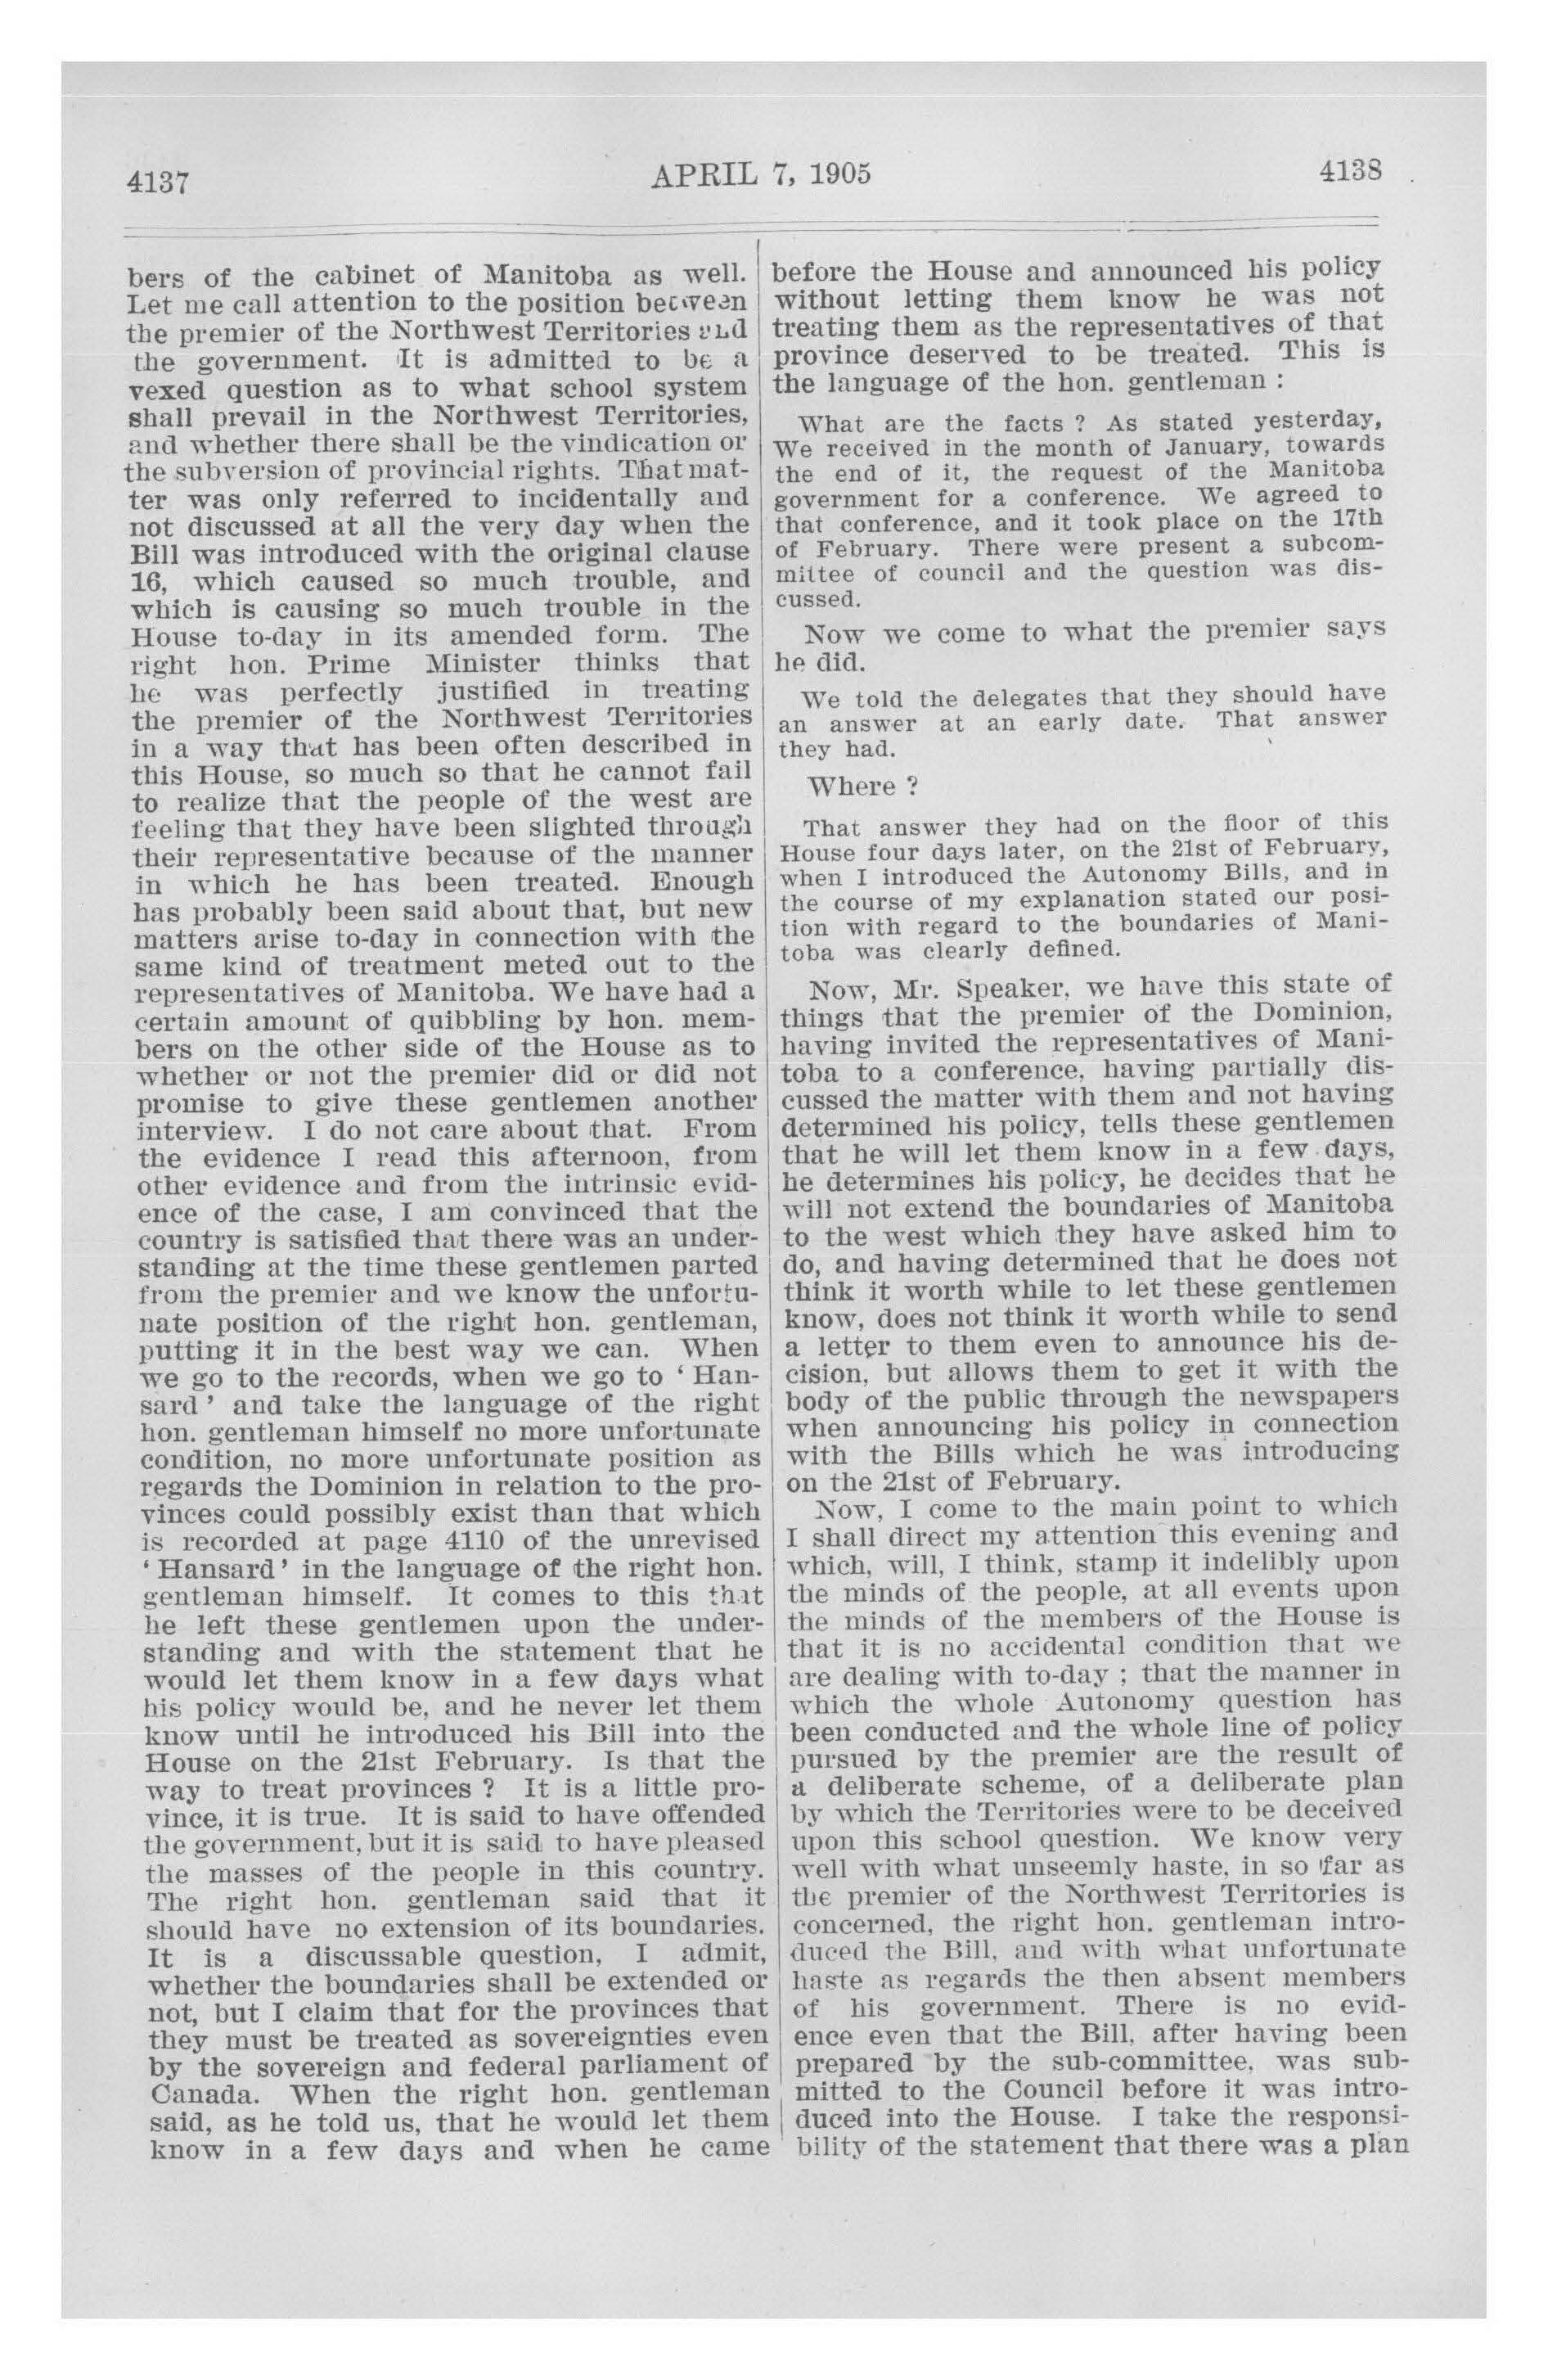 4137
APRIL 7, 1905
4138
bers of the cabinet of Manitoba as well.
Let me call attention to the position between
the premier of the Northwest Territories and
the government. It is admitted to be a
vexed question as to what school system
shall prevail in the Northwest Territories,
and whether there shall be the vindication or
the subversion of provincial rights. That mat-
ter was only referred to incidentally and
not discussed at all the very day when the
Bill was introduced with the original clause
16, which caused so much trouble, and
which is causing so much trouble in the
House to-day in its amended form. The
right hon. Prime Minister thinks that
he was perfectly justified in treating
the premier of the Northwest Territories
in a way that has been often described in
this House, so much so that he cannot fail
to realize that the people of the west are
feeling that they have been slighted through
their representative because of the manner
in which he has been treated. Enough
has probably been said about that, but new
matters arise to-day in connection with the
same kind of treatment meted out to the
representatives of Manitoba. We have had a
certain amount of quibbling by hon. mem-
bers on the other side of the House as to
whether or not the premier did or did not
promise to give these gentlemen another
interview. I do not care about that. From
the evidence I read this afternoon, from
other evidence and from the intrinsic evid-
ence of the case, I am convinced that the
country is satisfied that there was an under-
standing at the time these gentlemen parted
from the premier and we know the unfortu-
nate position of the right hon. gentleman,
putting it in the best way we can. When
we go to the records, when we go to ‘ Han-
sard ’ and take the language of the right
hon. gentleman himself no more unfortunate
condition, no more unfortunate position as
regards the Dominion in relation to the pro-
vinces could possibly exist than that which
is recorded at page 4110 of the unrevised
‘ Hansard ’ in the language of the right hon.
gentleman himself. It comes to this that
he left these gentlemen upon the under-
standing and with the statement that he
would let them know in a few days what
his policy would be, and he never let them
know until he introduced his Bill into the
House on the 21st February. Is that the
way to treat provinces ? It is a little pro-
vince, it is true. It is said to have offended
the government, but it is said to have pleased
the masses of the people in this country.
The right hon. gentleman said that it
should have no extension of its boundaries.
It is a discussable question, I admit,
whether the boundaries shall be extended or
not, but I claim that for the provinces that
they must be treated as sovereignties even
by the sovereign and federal parliament of
Canada. When the right hon. gentleman
said, as he told us, that he would let them
know in a few days and when he came
before the House and announced his policy
without letting them know he was not
treating them as the representatives of that
province deserved to be treated. This is
the language of the hon. gentleman :
What are the facts ? As stated yesterday,
We received in the month of January, towards
the end of it, the request of the Manitoba
government for a conference. We agreed to
that conference, and it took place on the 17th
of February. There were present a subcom-
mittee of council and the question was dis-
cussed.
Now we come to what the premier says
he did.
We told the delegates that they should have
an answer at an early date. That answer
they had.
Where ?
That answer they had on the floor of this
House four days later, on the 21st of February,
when I introduced the Autonomy Bills, and in
the course of my explanation stated our posi-
tion with regard to the boundaries of Mani-
toba was clearly defined.
Now, Mr. Speaker, we have this state of
things that the premier of the Dominion,
having invited the representatives of Mani-
toba to a conference, having partially dis-
cussed the matter with them and not having
determined his policy, tells these gentlemen
that he will let them know in a few days,
he determines his policy, he decides that he
will not extend the boundaries of Manitoba
to the west which they have asked him to
do, and having determined that he does not
think it worth while to let these gentlemen
know, does not think it worth while to send
a letter to them even to announce his de-
cision, but allows them to get it with the
body of the public through the newspapers
when announcing his policy in connection
with the Bills which he was introducing
on the 21st of February.
Now, I come to the main point to which
I shall direct my attention this evening and
which, will, I think, stamp it indelibly upon
the minds of the people, at all events upon
the minds of the members of the House is
that it is no accidental condition that we
are dealing with to-day ; that the manner in
which the whole Autonomy question has
been conducted and the whole line of policy
pursued by the premier are the result of
a deliberate scheme, of a deliberate plan
by which the Territories were to be deceived
upon this school question. We know very
well with what unseemly haste, in so far as
the premier of the Northwest Territories is
concerned, the right hon. gentleman intro-
duced the Bill, and with what unfortunate
haste as regards the then absent members
of his government. There is no evid-
ence even that the Bill, after having been
prepared by the sub-committee, was sub-
mitted to the Council before it was intro-
duced into the House. I take the responsi-
bility of the statement that there was a plan